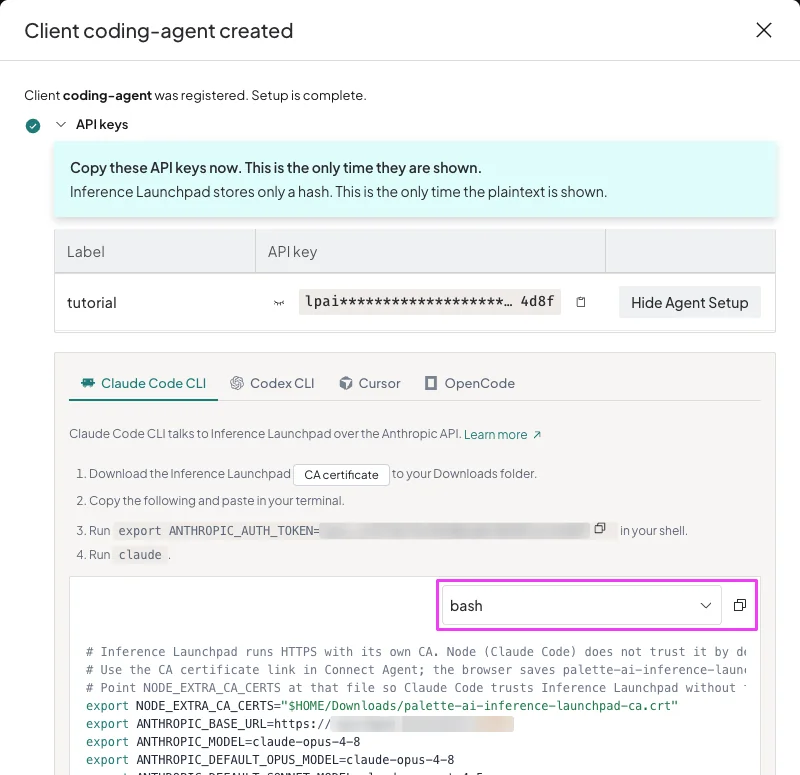 Client coding-agent created
Client coding-agent was registered. Setup is complete.
API keys
Copy these API keys now. This is the only time they are shown.
Inference Launchpad stores only a hash. This is the only time the plaintext is shown.
Label API key
tutorial lpai*******************… 4d8f Hide Agent Setup
Claude Code CLI Codex CLI Cursor OpenCode
Claude Code CLI talks to Inference Launchpad over the Anthropic API. Learn more ↗
1. Download the Inference Launchpad CA certificate to your Downloads folder.
2. Copy the following and paste in your terminal.
3. Run export ANTHROPIC_AUTH_TOKEN= in your shell.
4. Run claude .
bash
# Inference Launchpad runs HTTPS with its own CA. Node (Claude Code) does not trust it by de
# Use the CA certificate link in Connect Agent; the browser saves palette-ai-inference-laun
# Point NODE_EXTRA_CA_CERTS at that file so Claude Code trusts Inference Launchpad without
export NODE_EXTRA_CA_CERTS="$HOME/Downloads/palette-ai-inference-launchpad-ca.crt"
export ANTHROPIC_BASE_URL=https://
export ANTHROPIC_MODEL=claude-opus-4-8
export ANTHROPIC_DEFAULT_OPUS_MODEL=claude-opus-4-8